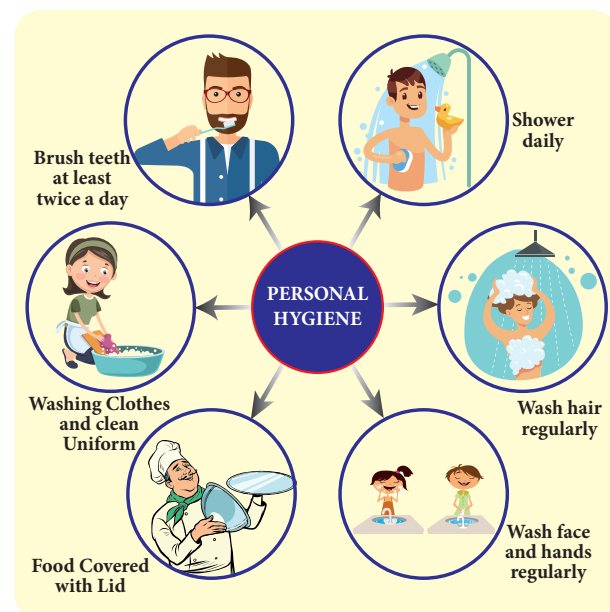 Brush teeth
at least
twice a day
Shower
daily
PERSONAL
HYGIENE
Washing Clothes
and clean
Uniform
Wash hair
regularly
Food Covered
with Lid
Wash face
and hands
regularly